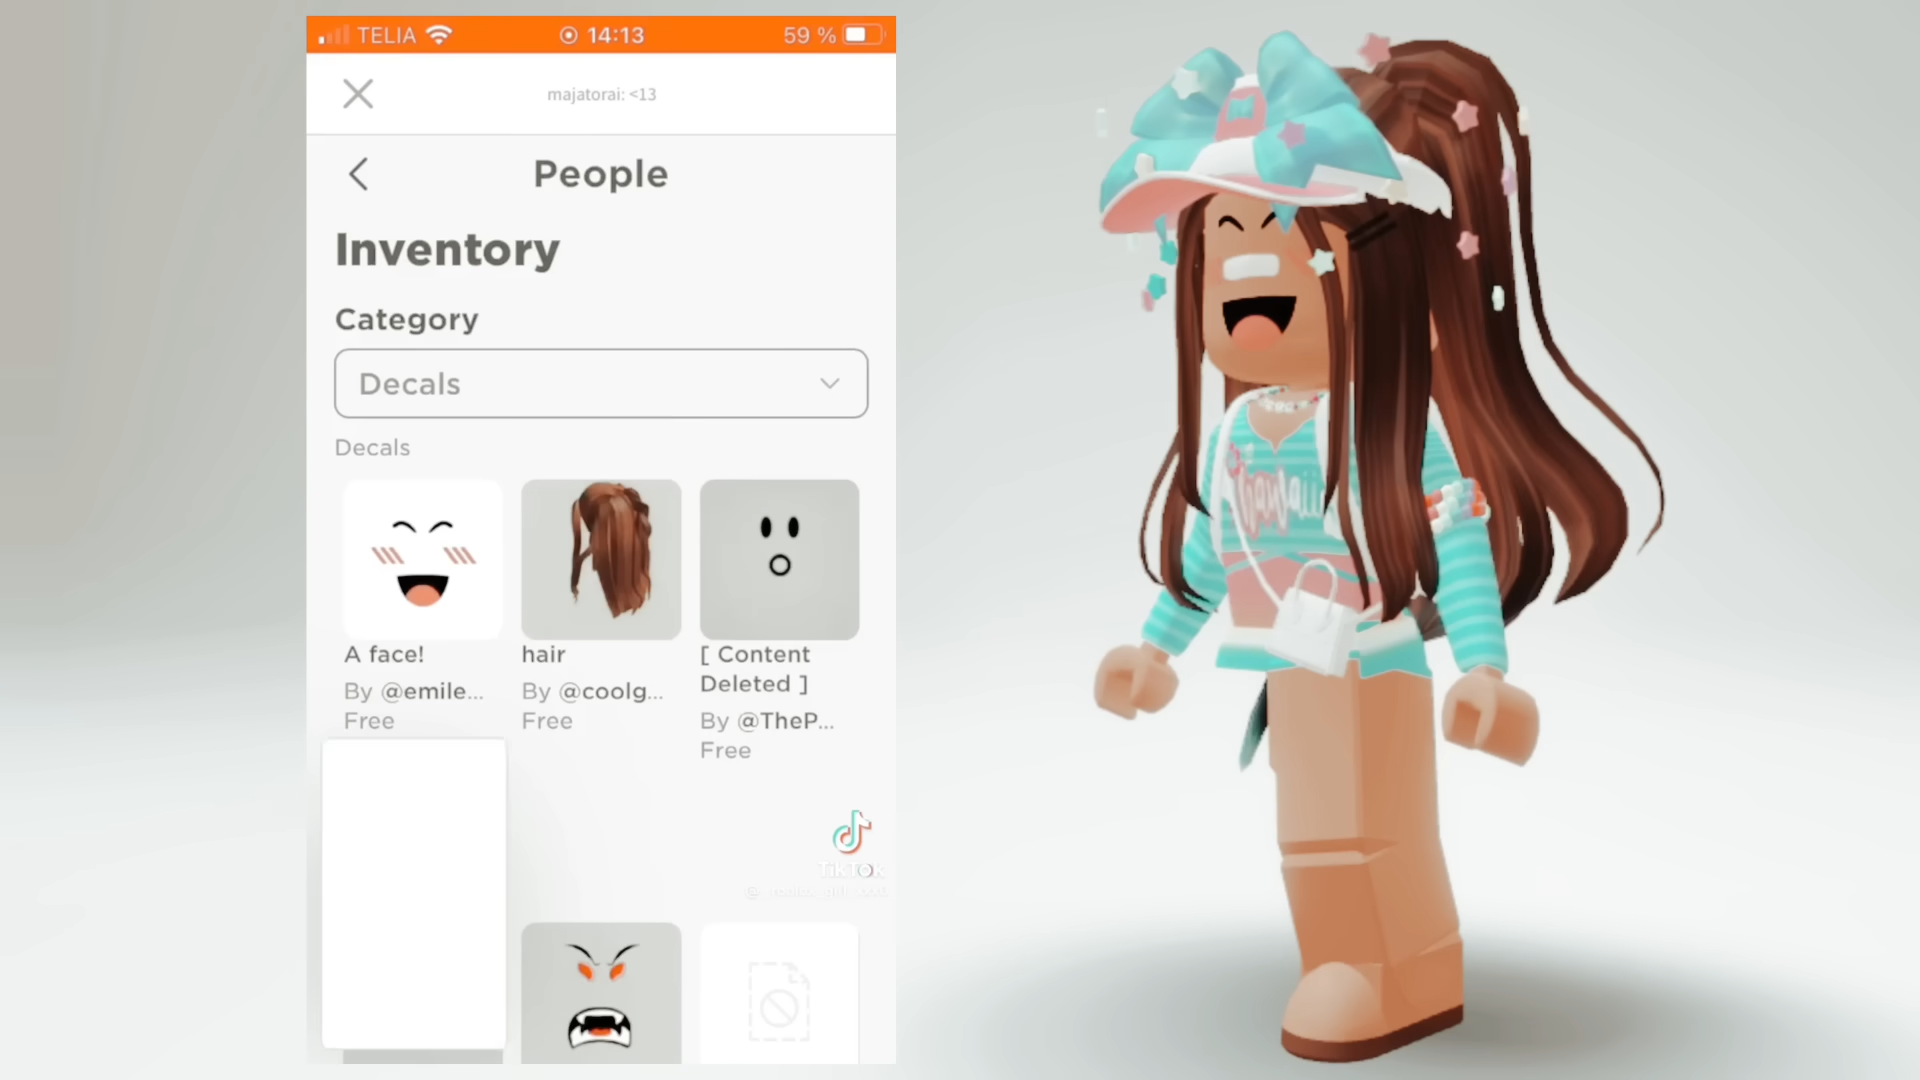 TELIA
14:13
59 %
majatorai: <13
People
Inventory
Category
Decals
Decals
A face!
By @emile...
Free
hair
By @coolg...
Free
[ Content
Deleted ]
By @TheP...
Free
TikTok